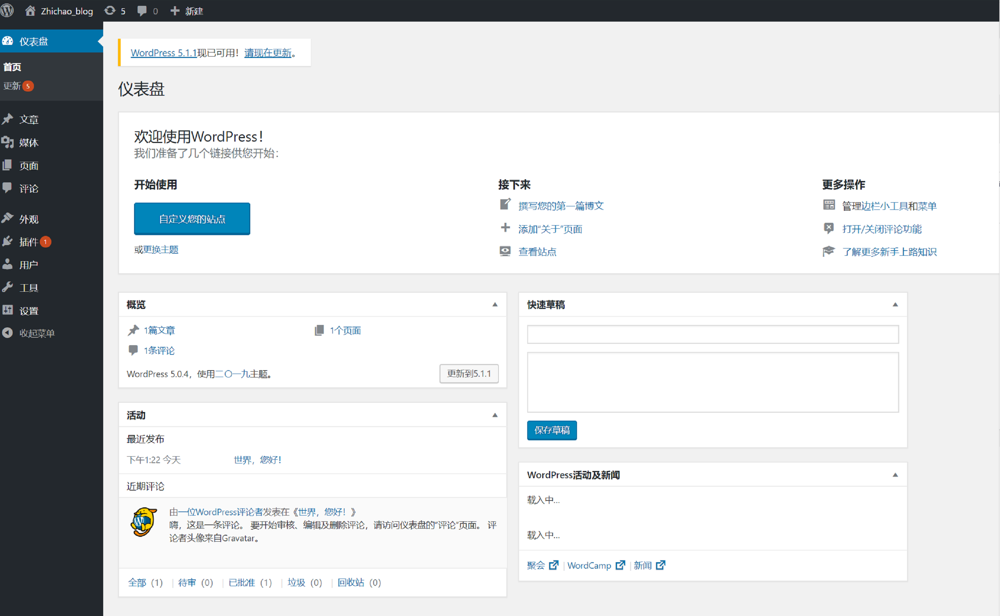 Zhichao_blog 5 0 新建
仪表盘
首页
更新 5
文章
媒体
页面
评论
外观
插件 1
用户
工具
设置
收起菜单
WordPress 5.1.1现已可用！请现在更新。
仪表盘
欢迎使用WordPress！
我们准备了几个链接供您开始：
开始使用
自定义您的站点
或更换主题
接下来
撰写您的第一篇博文
添加“关于”页面
查看站点
更多操作
管理边栏小工具和菜单
打开/关闭评论功能
了解更多新手上路知识
概览
1篇文章
1个页面
1条评论
WordPress 5.0.4，使用二〇一九主题。
更新到5.1.1
活动
最近发布
下午1:22 今天 世界，您好！
近期评论
由一位WordPress评论者发表在《世界，您好！》
嗨，这是一条评论。 要开始审核、编辑及删除评论，请访问仪表盘的“评论”页面。 评
论者头像来自Gravatar。
全部 (1) | 待审 (0) | 已批准 (1) | 垃圾 (0) | 回收站 (0)
快速草稿
保存草稿
WordPress活动及新闻
载入中...
载入中...
聚会 | WordCamp | 新闻